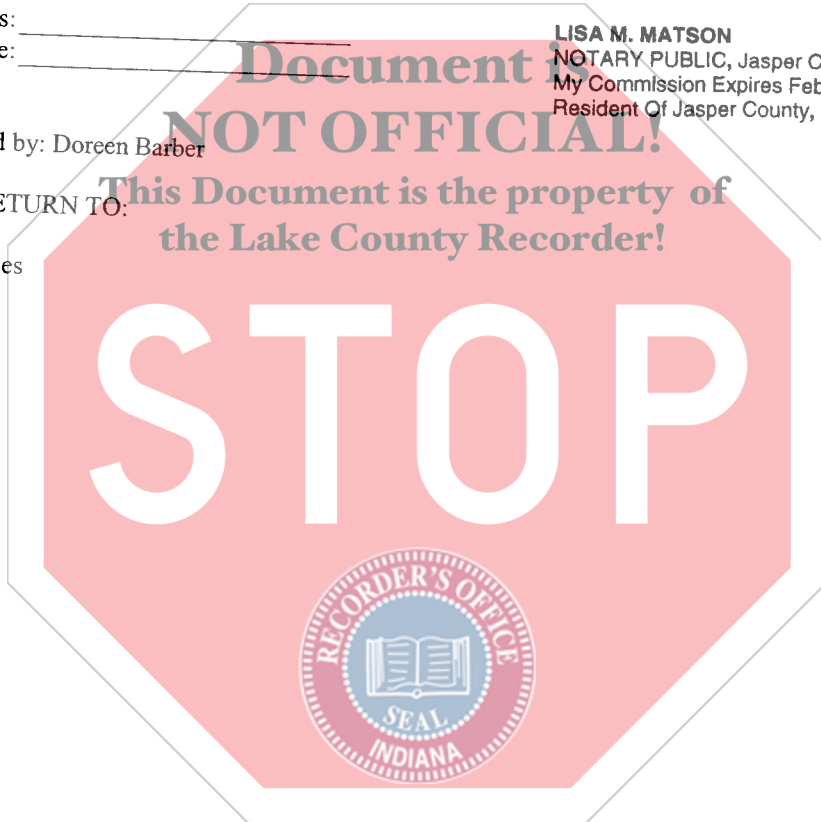 s:
LISA M. MATSON
e:
Document is
NOTARY PUBLIC, Jasper C
My Commission Expires Feb
Resident Of Jasper County,
NOT OFFICIAL!
d by: Doreen Barber
This Document is the property of
ETURN TO:
the Lake County Recorder!
es
STOP
RECORDER'S OFFICE
SEAL
INDIANA